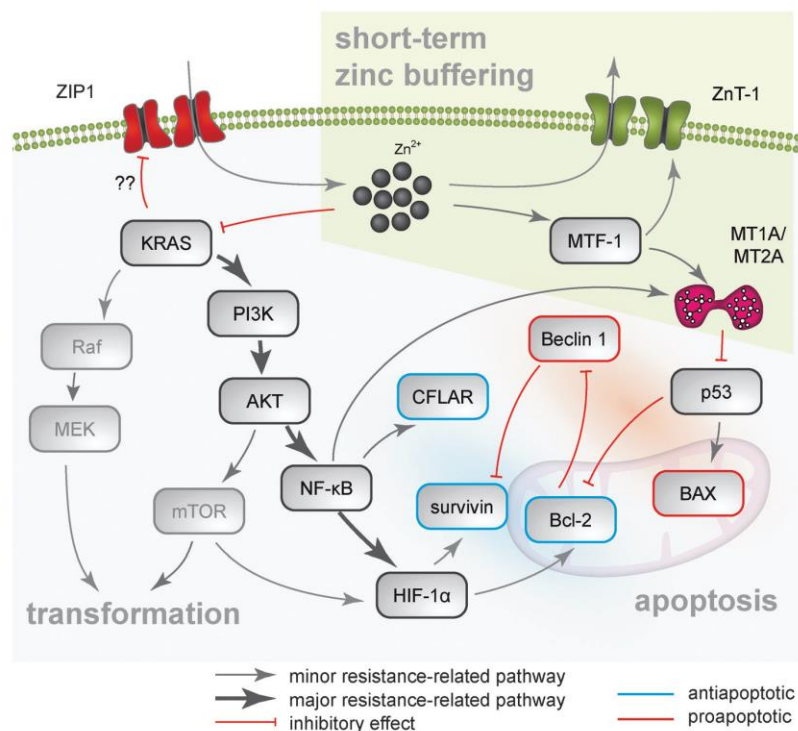 short-term
zinc buffering
ZIP1
ZnT-1
Zn2+
??
KRAS
MTF-1
MT1A/
MT2A
PI3K
Raf
Beclin 1
AKT
CFLAR
p53
MEK
NF-κB
survivin
Bcl-2
BAX
mTOR
HIF-1α
transformation
apoptosis
minor resistance-related pathway
major resistance-related pathway
inhibitory effect
antiapoptotic
proapoptotic